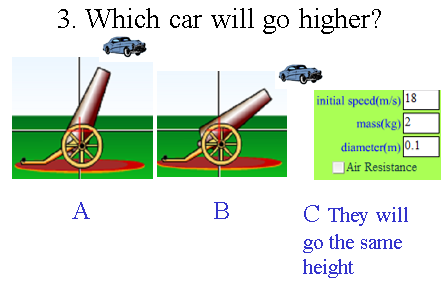 3. Which car will go higher?
initial speed(m/s) 18
mass(kg) 2
diameter(m) 0.1
Air Resistance
A
B
C They will
go the same
height